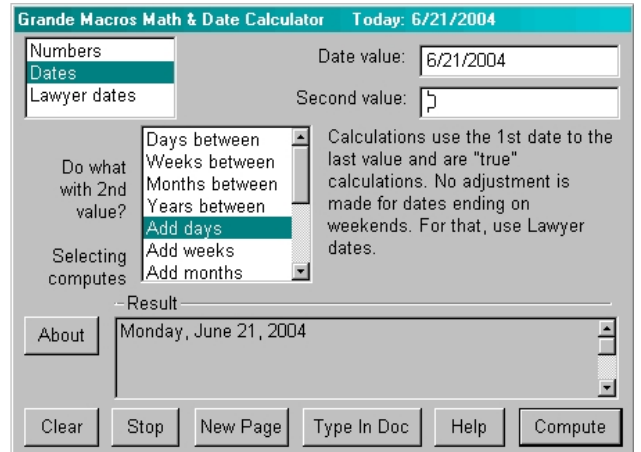 Grande Macros Math & Date Calculator Today: 6/21/2004
Numbers
Dates
Lawyer dates
Date value: 6/21/2004
Second value:
Do what
with 2nd
value?
Selecting
computes
Days between
Weeks between
Months between
Years between
Add days
Add weeks
Add months
Calculations use the 1st date to the
last value and are "true"
calculations. No adjustment is
made for dates ending on
weekends. For that, use Lawyer
dates.
Result
About
Monday, June 21, 2004
Clear Stop New Page Type In Doc Help Compute